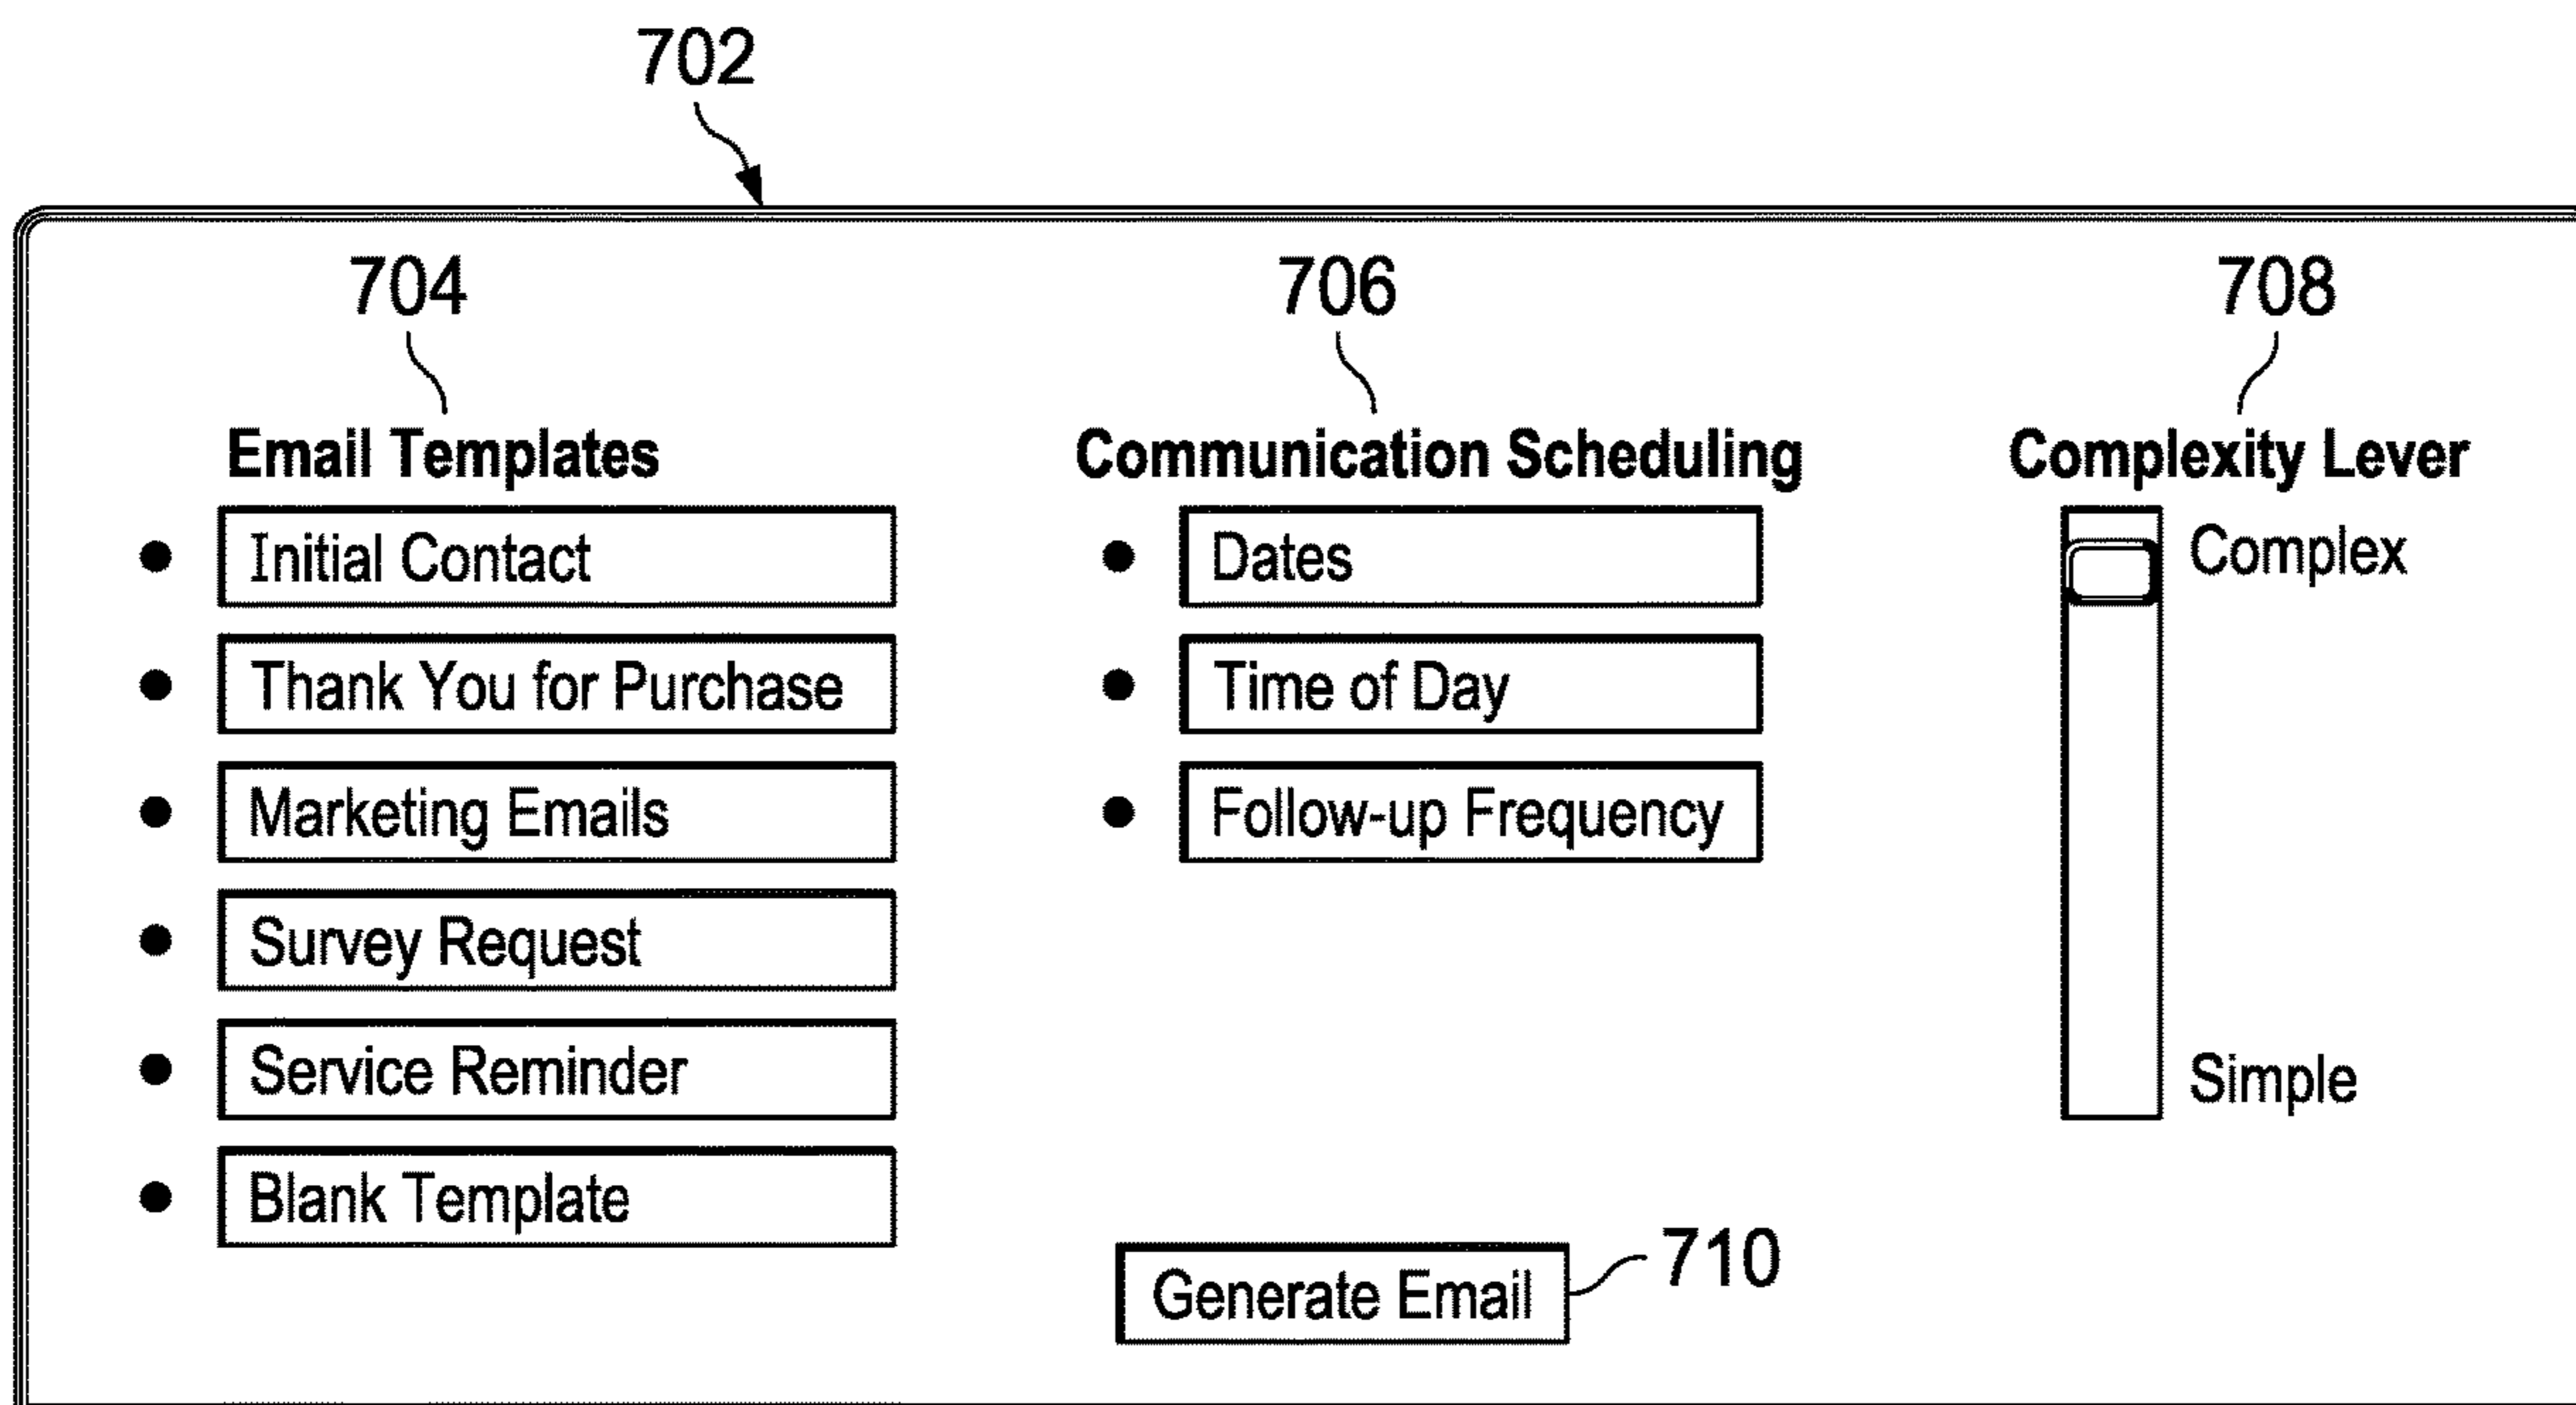 702
704
706
708
Email Templates
Communication Scheduling
Complexity Lever
Initial Contact
Dates
Complex
Thank You for Purchase
Time of Day
Marketing Emails
Follow-up Frequency
Survey Request
Service Reminder
Simple
Blank Template
Generate Email
710